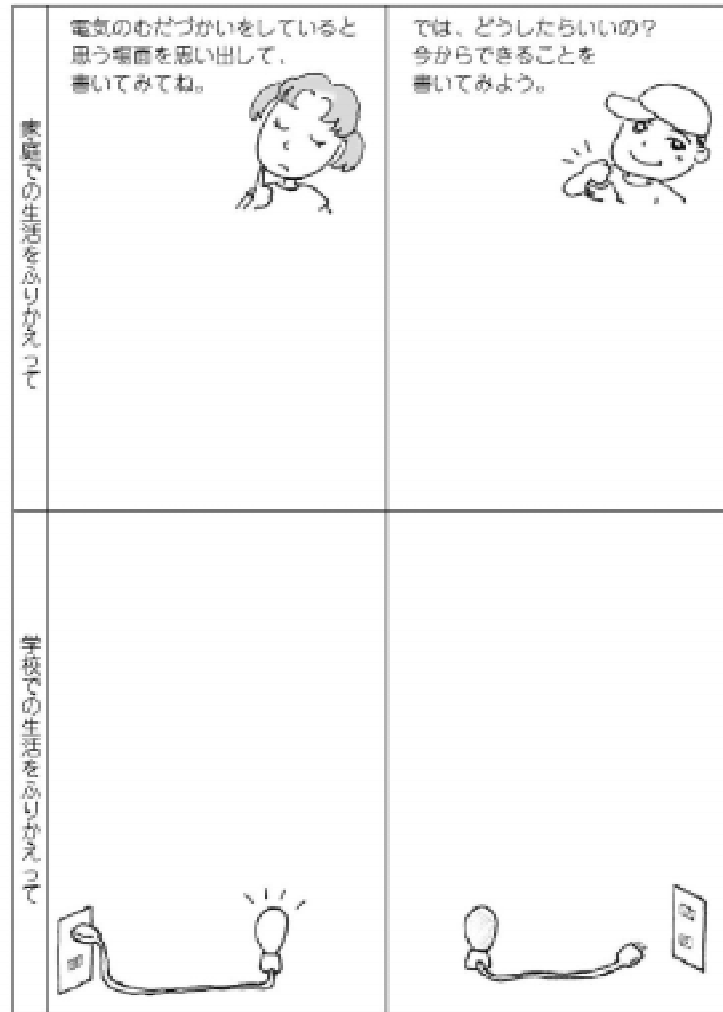 電気のむだづかいをしていると
思う場面を思い出して、
書いてみてね。
では、どうしたらいいの?
今からできることを
書いてみよう。
家庭での生活をふりかえって
学校での生活をふりかえって